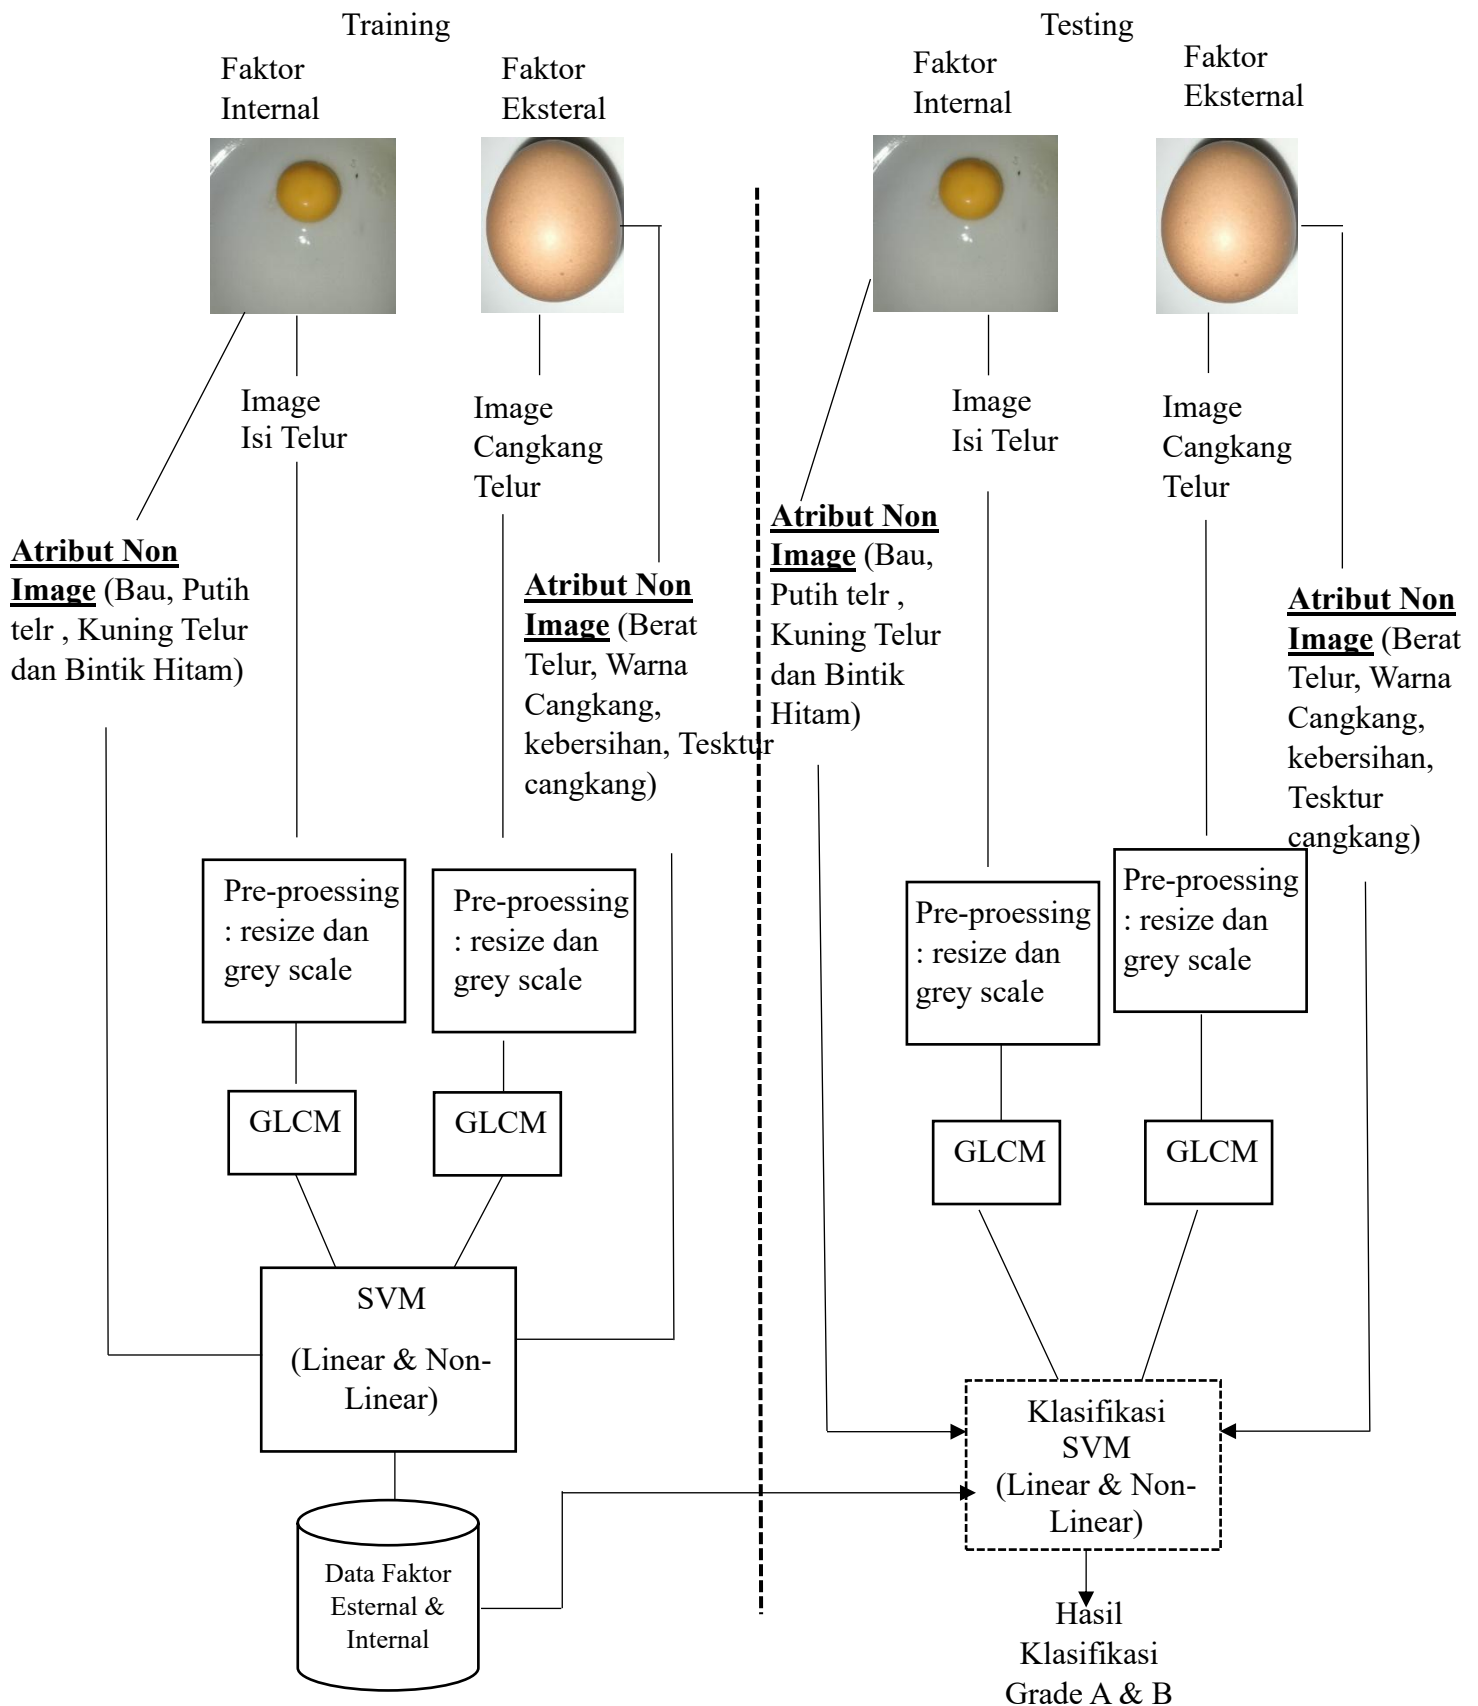 Training
Faktor
Internal
Faktor
Eksteral
Image
Isi Telur
Image
Cangkang
Telur
Atribut Non
Image (Bau, Putih
telr , Kuning Telur
dan Bintik Hitam)
Atribut Non
Image (Berat
Telur, Warna
Cangkang,
kebersihan, Tesktur
cangkang)
Pre-proessing
: resize dan
grey scale
Pre-proessing
: resize dan
grey scale
GLCM
GLCM
SVM
(Linear & Non-
Linear)
Data Faktor
Esternal &
Internal
Testing
Faktor
Internal
Faktor
Eksternal
Image
Isi Telur
Image
Cangkang
Telur
Atribut Non
Image (Bau,
Putih telr ,
Kuning Telur
dan Bintik
Hitam)
Atribut Non
Image (Berat
Telur, Warna
Cangkang,
kebersihan,
Tesktur
cangkang)
Pre-proessing
: resize dan
grey scale
Pre-proessing
: resize dan
grey scale
GLCM
GLCM
Klasifikasi
SVM
(Linear & Non-
Linear)
Hasil
Klasifikasi
Grade A & B